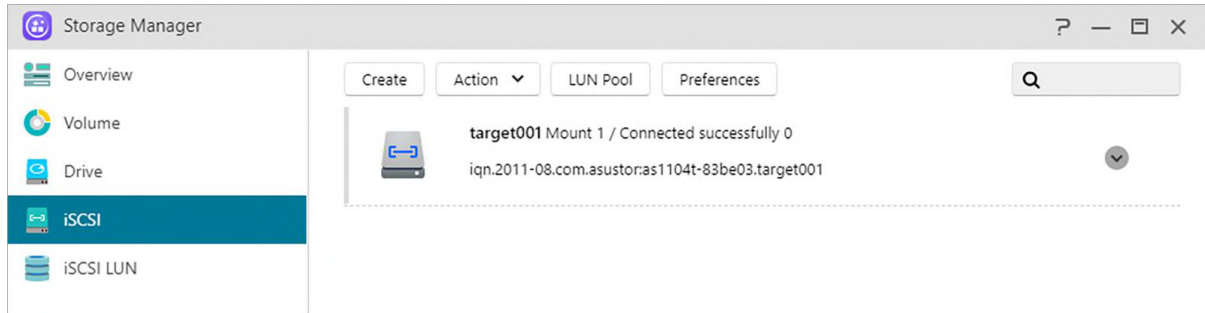 Storage Manager
Overview
Volume
Drive
iSCSI
iSCSI LUN
Create
Action
LUN Pool
Preferences
target001 Mount 1 / Connected successfully 0
iqn.2011-08.com.asustor:as1104t-83be03.target001